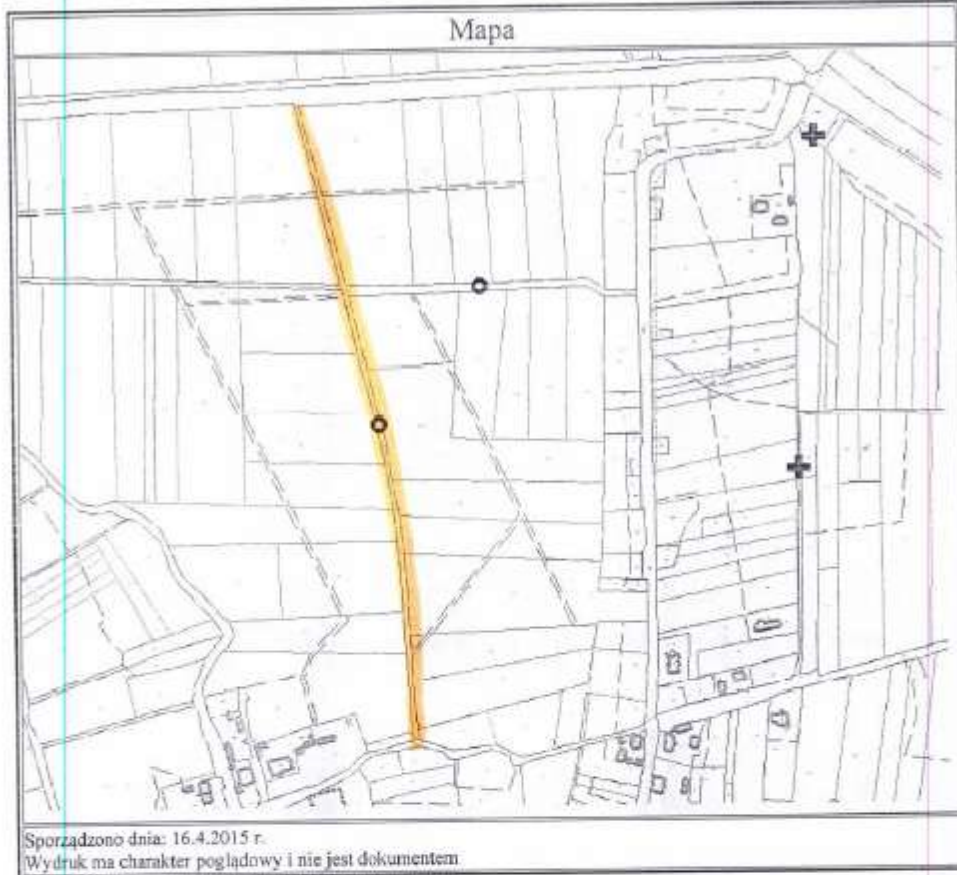 Mapa
Sporządzono dnia: 16.4.2015 r.
Wydruk ma charakter poglądowy i nie jest dokumentem